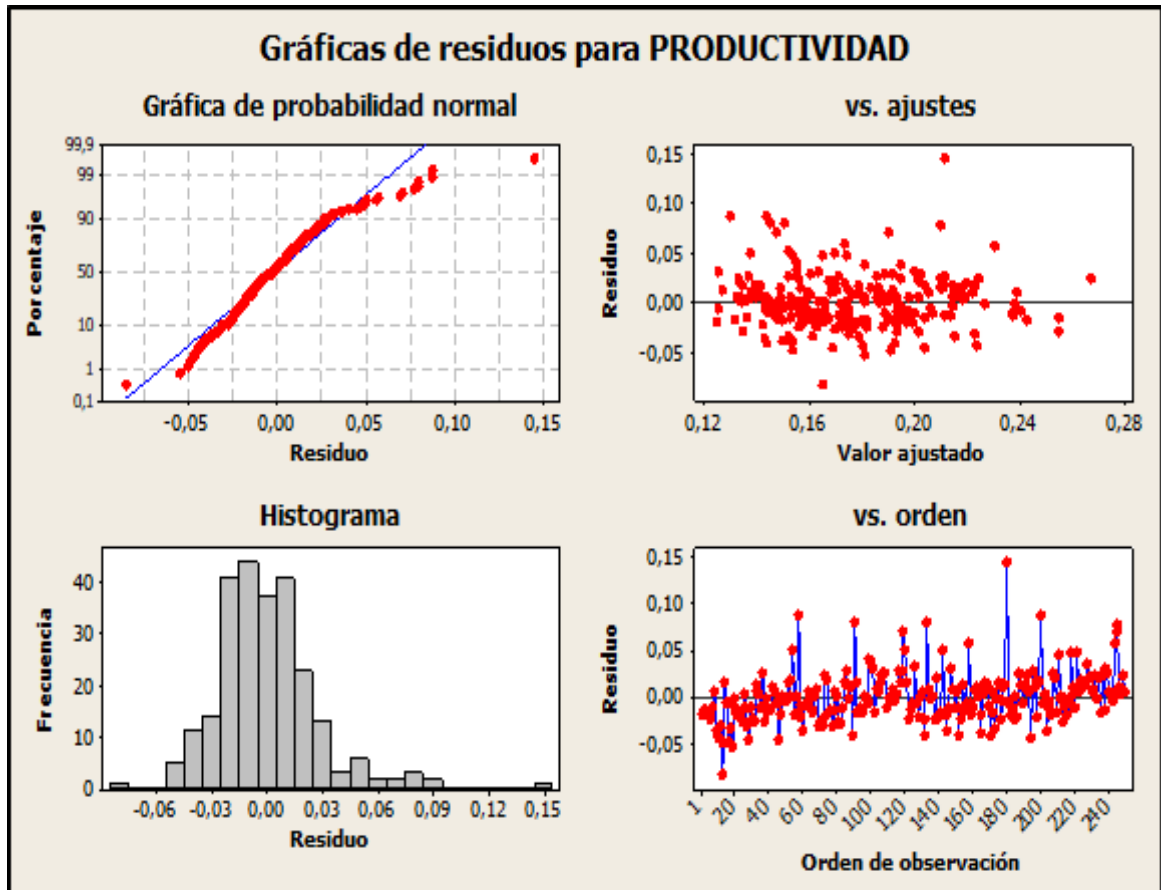 Gráficas de residuos para PRODUCTIVIDAD
Gráfica de probabilidad normal
99,9
99
90
50
10
1
0,1
Porcentaje
-0,05 0,00 0,05 0,10 0,15
Residuo
vs. ajustes
0,15
0,10
0,05
0,00
-0,05
Residuo
0,12 0,16 0,20 0,24 0,28
Valor ajustado
Histograma
40
30
20
10
0
Frecuencia
-0,06 -0,03 0,00 0,03 0,06 0,09 0,12 0,15
Residuo
vs. orden
0,15
0,10
0,05
0,00
-0,05
Residuo
1 20 40 60 80 100 120 140 160 180 200 220 240
Orden de observación